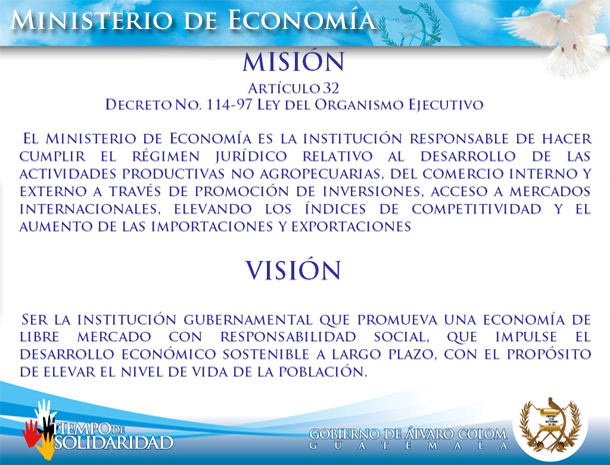 Ministerio de Economía
MISIÓN
Artículo 32
Decreto No. 114-97 Ley del Organismo Ejecutivo
El Ministerio de Economía es la institución responsable de hacer
cumplir el régimen jurídico relativo al desarrollo de las
actividades productivas no agropecuarias, del comercio interno y
externo a través de promoción de inversiones, acceso a mercados
internacionales, elevando los índices de competitividad y el
aumento de las importaciones y exportaciones
VISIÓN
Ser la institución gubernamental que promueva una economía de
libre mercado con responsabilidad social, que impulse el
desarrollo económico sostenible a largo plazo, con el propósito
de elevar el nivel de vida de la población.
TIEMPO DE
SOLIDARIDAD
GOBIERNO DE ÁLVARO COLOM
GUATEMALA